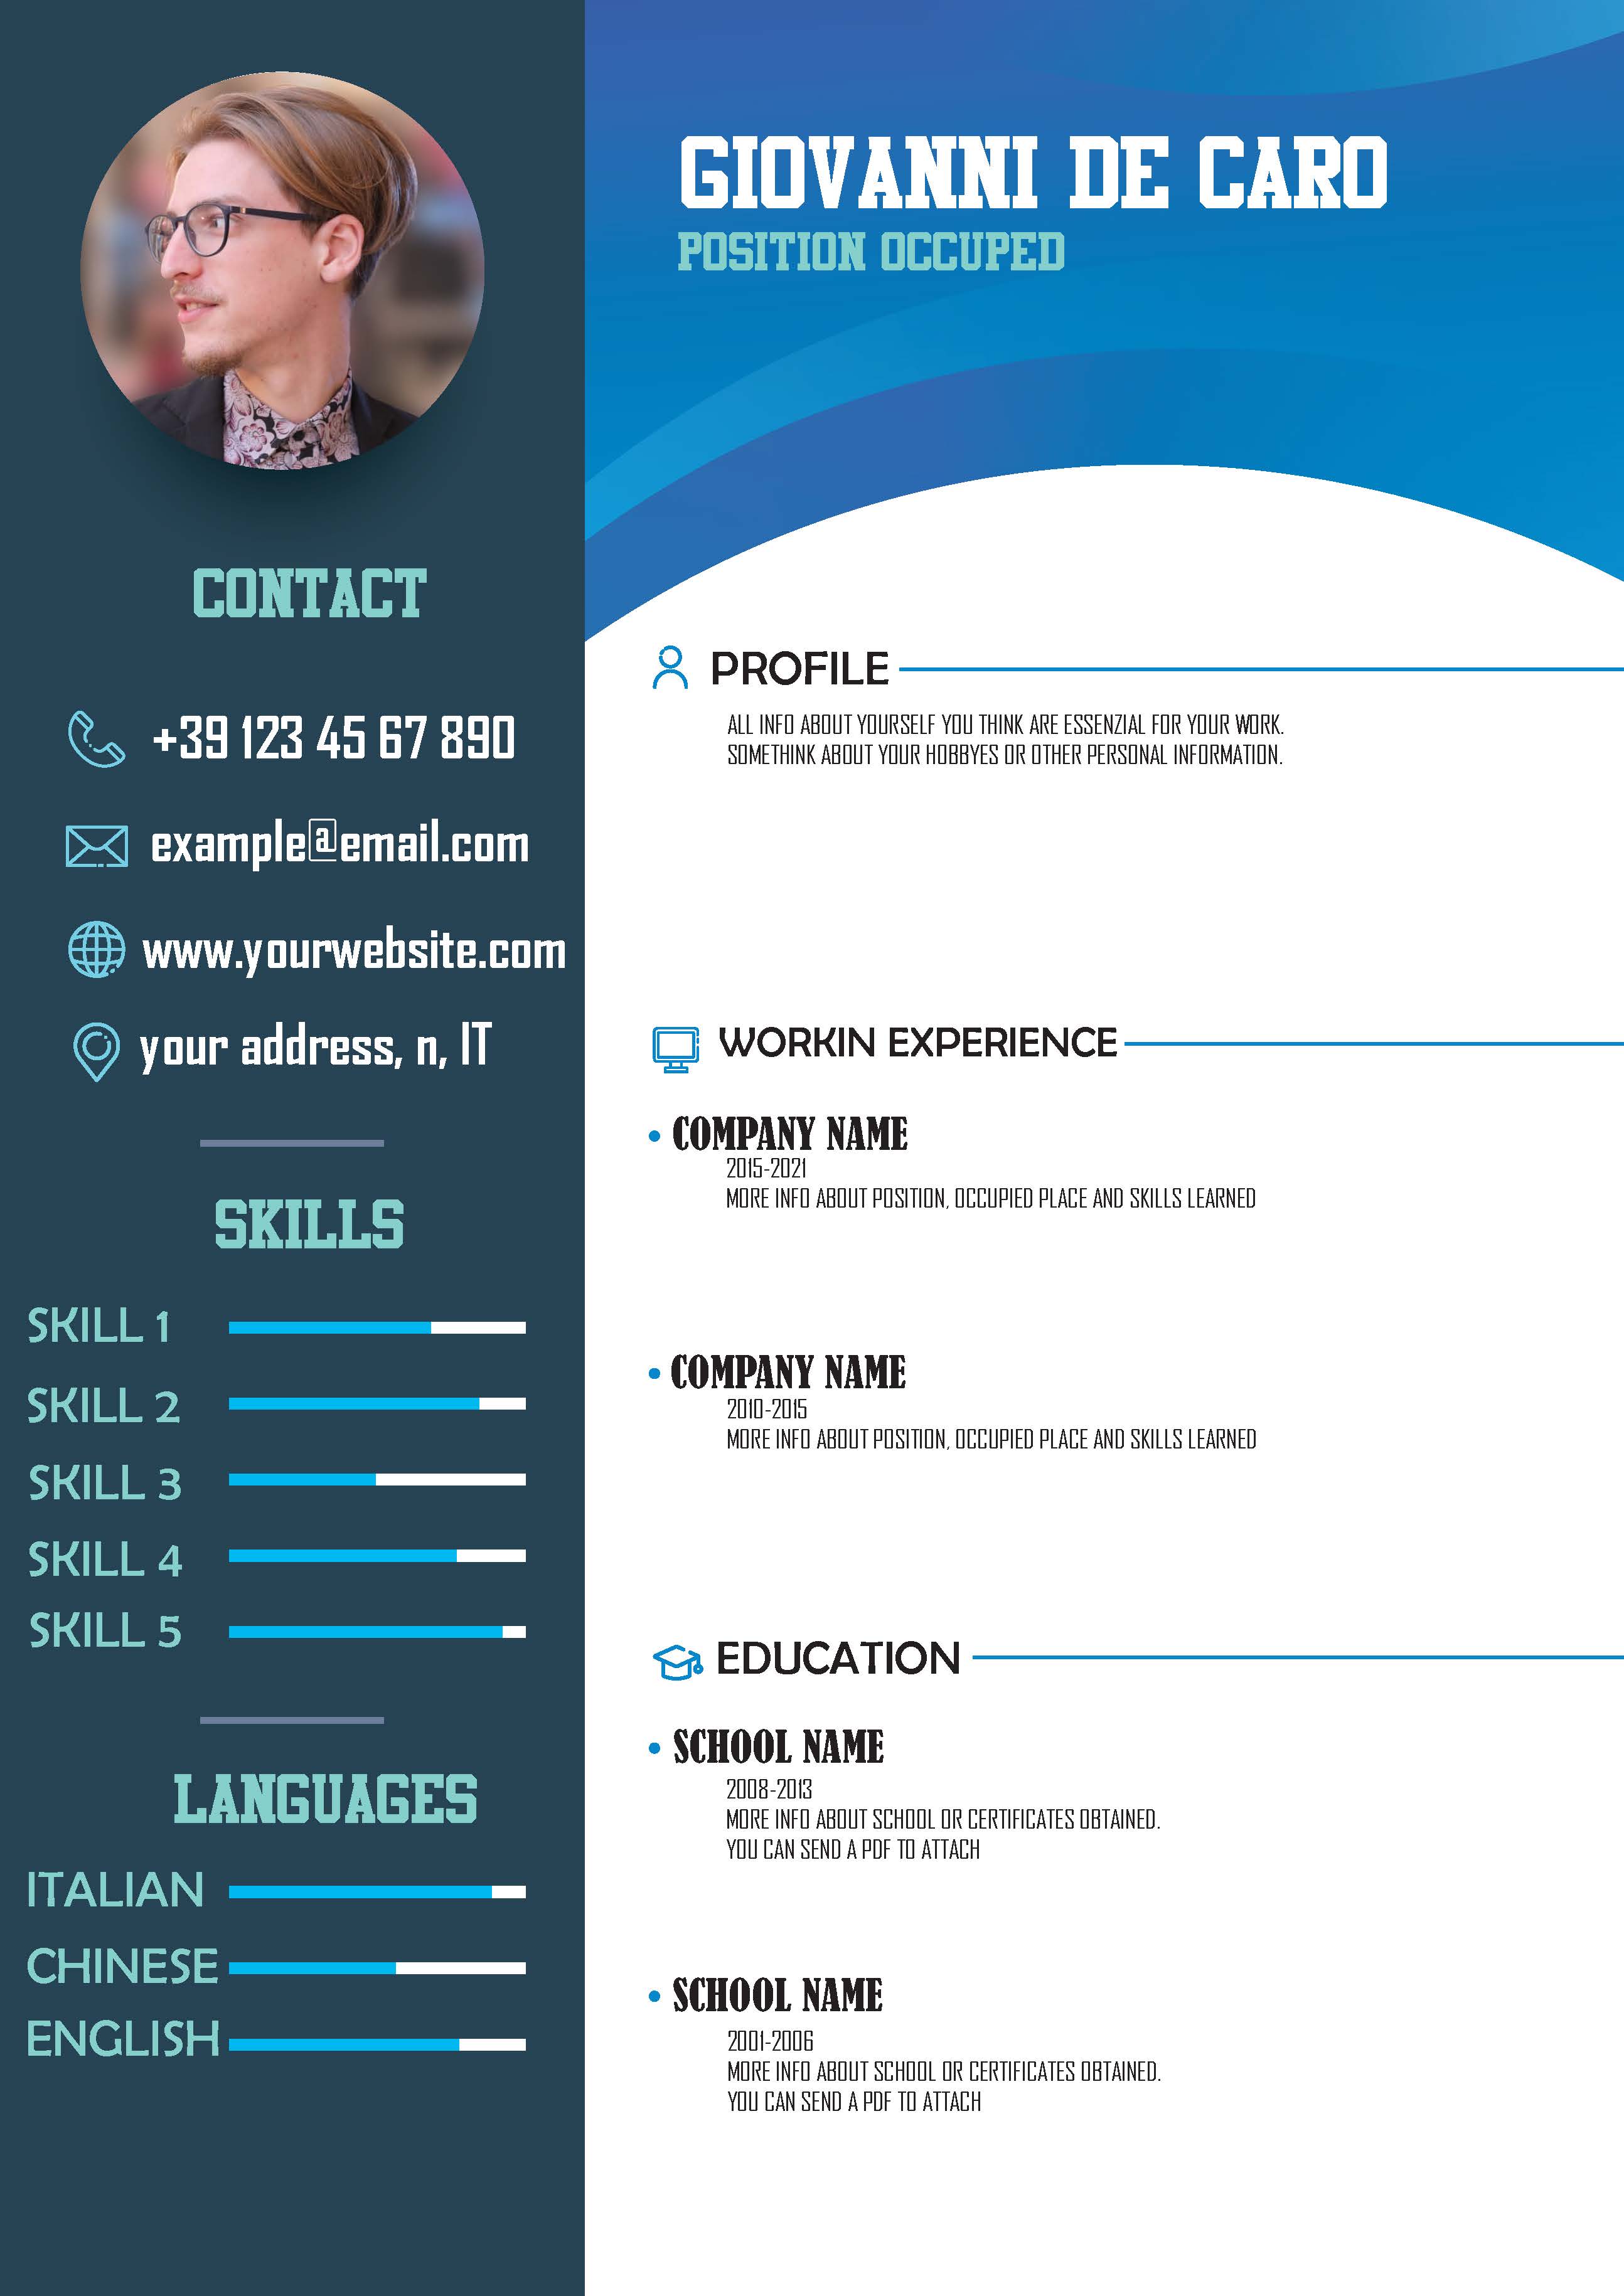 GIOVANNI DE CARO
POSITION OCCUPED
CONTACT
+39 123 45 67 890
example@email.com
www.yourwebsite.com
your address, n, IT
SKILLS
SKILL 1
SKILL 2
SKILL 3
SKILL 4
SKILL 5
LANGUAGES
ITALIAN
CHINESE
ENGLISH
PROFILE
ALL INFO ABOUT YOURSELF YOU THINK ARE ESSENZIAL FOR YOUR WORK.
SOMETHINK ABOUT YOUR HOBBYES OR OTHER PERSONAL INFORMATION.
WORKIN EXPERIENCE
• COMPANY NAME
2015-2021
MORE INFO ABOUT POSITION, OCCUPIED PLACE AND SKILLS LEARNED
• COMPANY NAME
2010-2015
MORE INFO ABOUT POSITION, OCCUPIED PLACE AND SKILLS LEARNED
EDUCATION
• SCHOOL NAME
2008-2013
MORE INFO ABOUT SCHOOL OR CERTIFICATES OBTAINED.
YOU CAN SEND A PDF TO ATTACH
• SCHOOL NAME
2001-2006
MORE INFO ABOUT SCHOOL OR CERTIFICATES OBTAINED.
YOU CAN SEND A PDF TO ATTACH